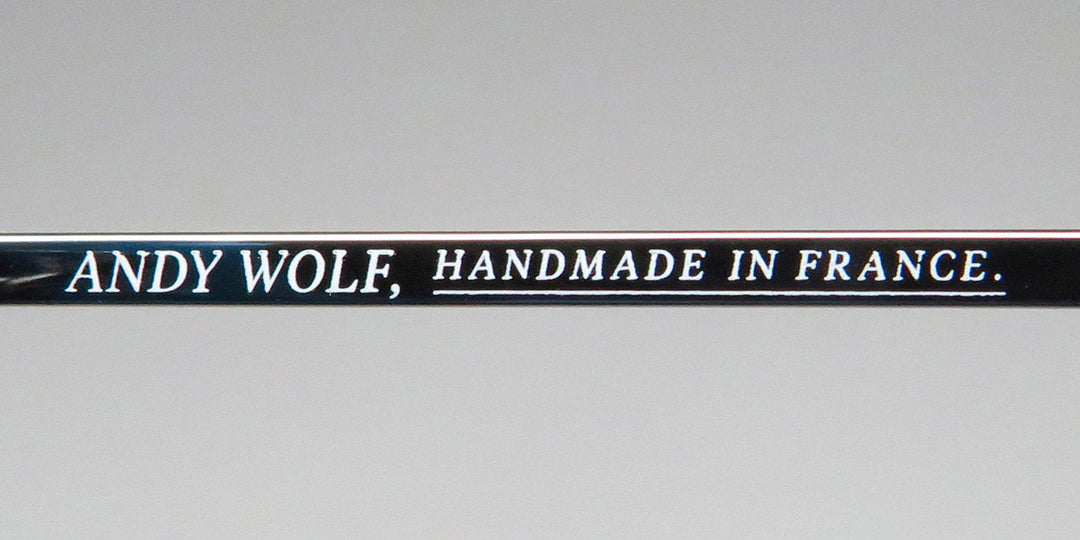 ANDY WOLF, HANDMADE IN FRANCE.